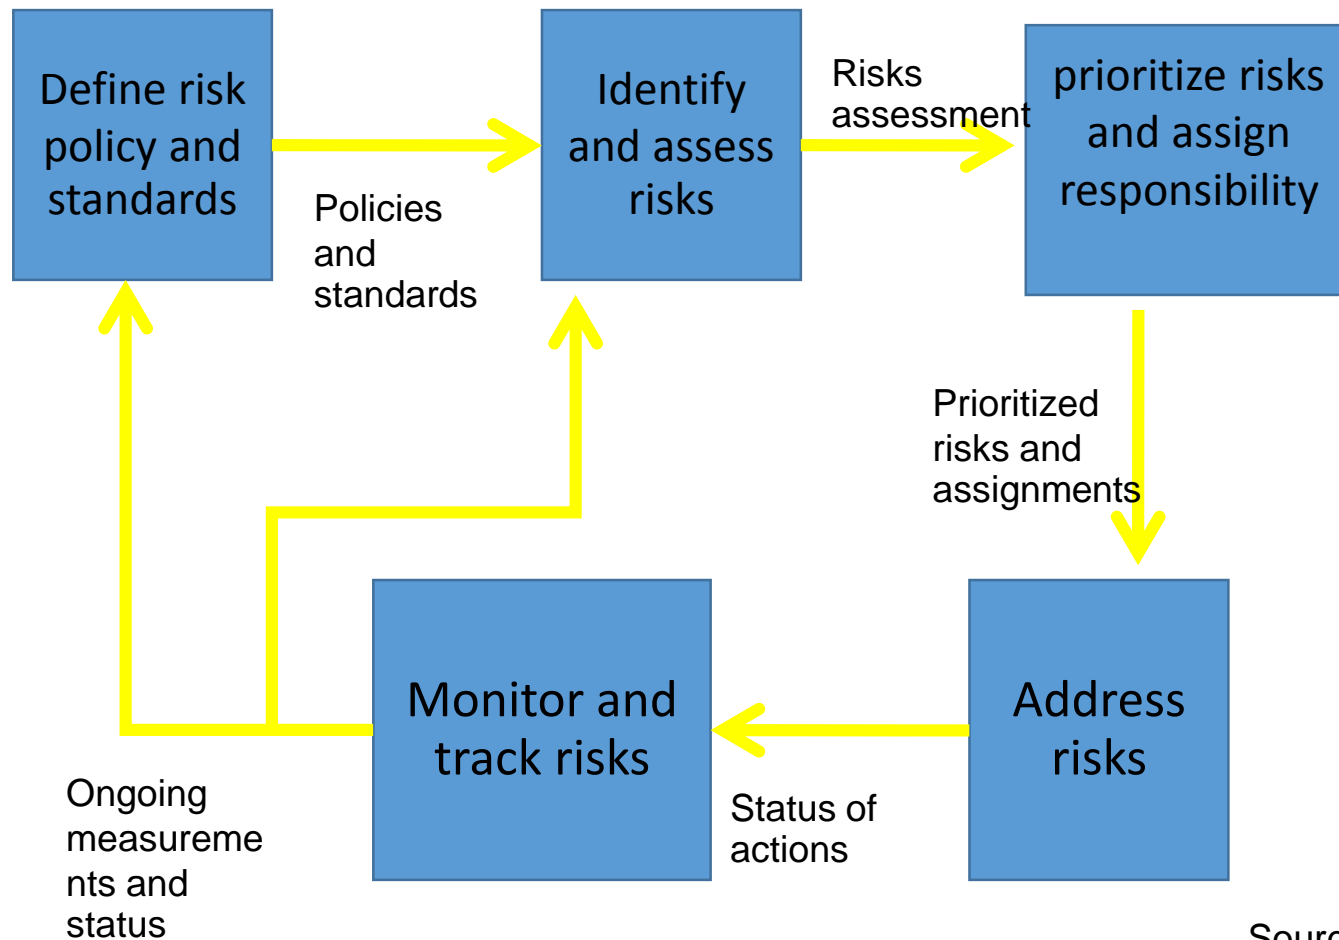 Define risk
policy and
standards
Policies
and
standards
Identify
and assess
risks
Risks
assessment
prioritize risks
and assign
responsibility
Prioritized
risks and
assignments
Address
risks
Status of
actions
Monitor and
track risks
Ongoing
measureme
nts and
status